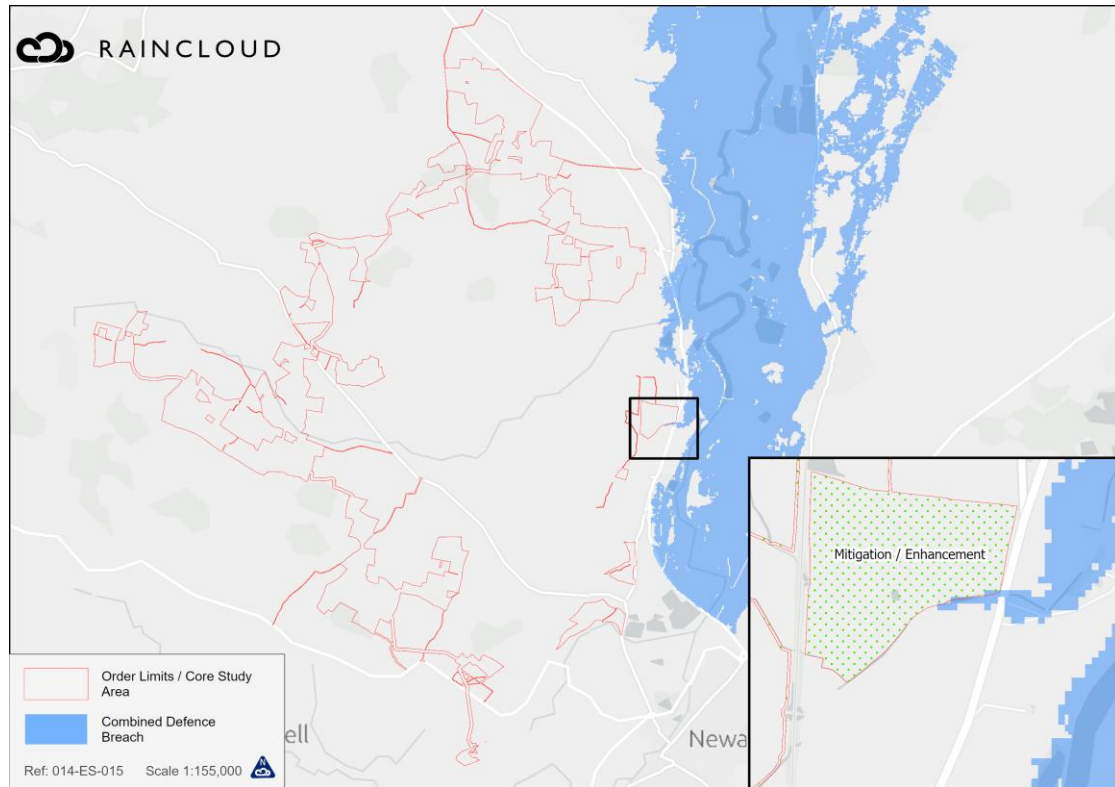 RAINCLOUD
Mitigation / Enhancement
Order Limits / Core Study
Area
Combined Defence
Breach
ell
Newa
Ref: 014-ES-015 Scale 1:155,000
N